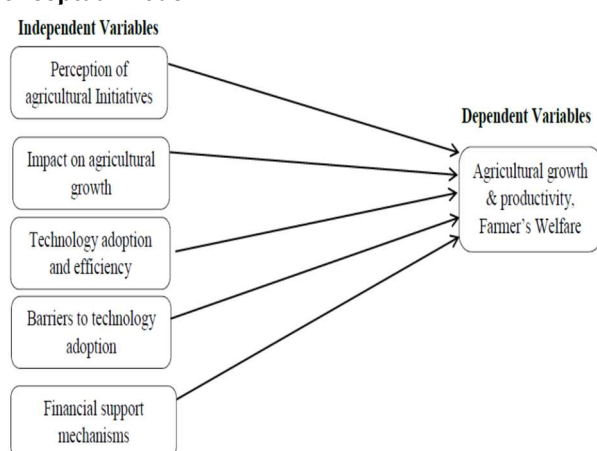 Independent Variables
Perception of
agricultural Initiatives
Impact on agricultural
growth
Technology adoption
and efficiency
Barriers to technology
adoption
Financial support
mechanisms
Dependent Variables
Agricultural growth
& productivity,
Farmer's Welfare